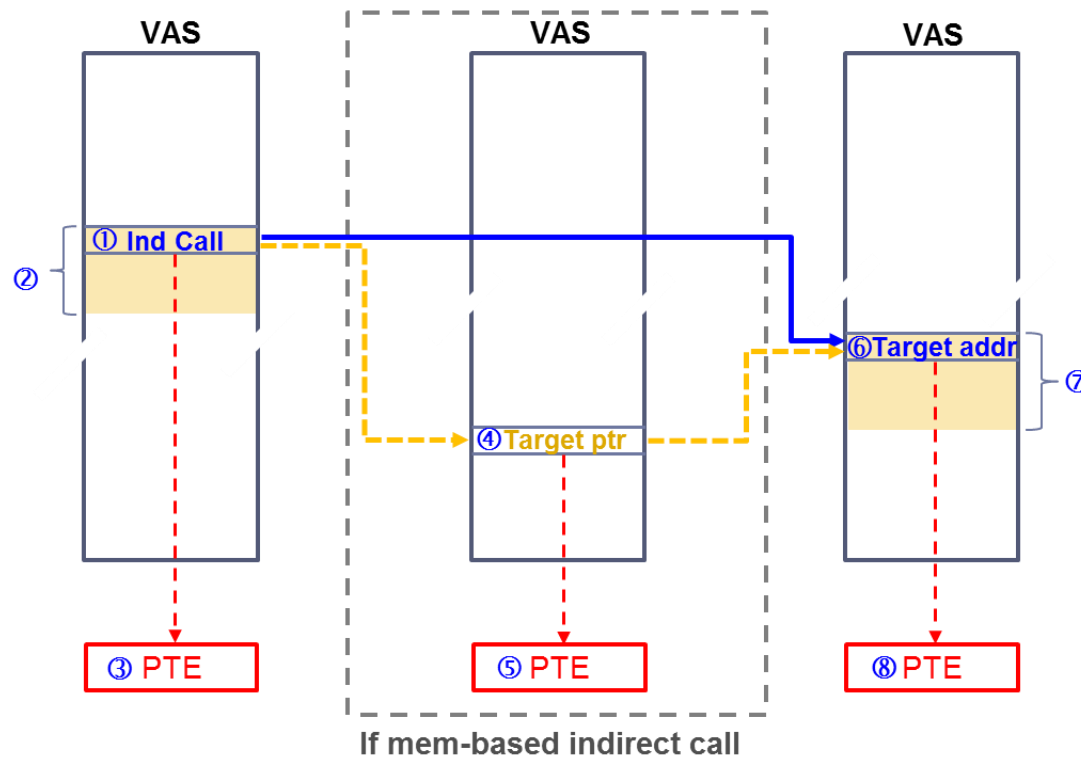 VAS
VAS
VAS
① Ind Call
②
⑥Target addr
⑦
④Target ptr
③ PTE
⑤ PTE
⑧ PTE
If mem-based indirect call